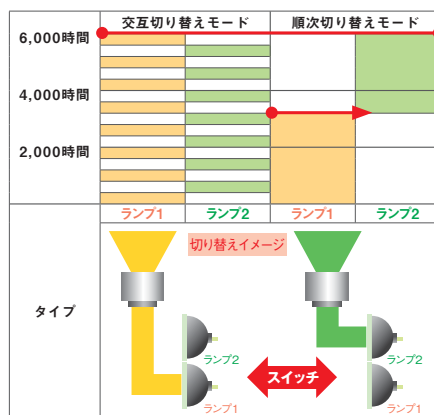 交互切り替えモード 順次切り替えモード
6,000時間
4,000時間
2,000時間
ランプ1 ランプ2 ランプ1 ランプ2
タイプ
切り替えイメージ
ランプ2 ランプ2
スイッチ
ランプ1 ランプ1